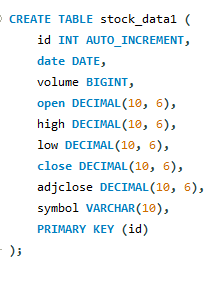 CREATE TABLE stock_data1 (
id INT AUTO_INCREMENT,
date DATE,
volume BIGINT,
open DECIMAL(10, 6),
high DECIMAL(10, 6),
low DECIMAL(10, 6),
close DECIMAL(10, 6),
adjclose DECIMAL(10, 6),
symbol VARCHAR(10),
PRIMARY KEY (id)
);